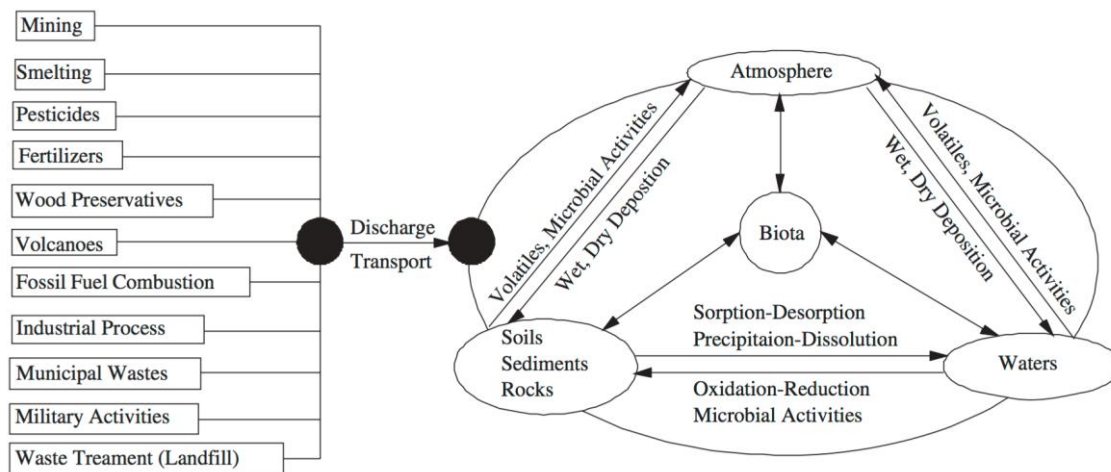 Mining
Smelting
Pesticides
Fertilizers
Wood Preservatives
Volcanoes
Fossil Fuel Combustion
Industrial Process
Municipal Wastes
Military Activities
Waste Treament (Landfill)
Discharge
Transport
Atmosphere
Volatiles, Microbial Activities
Wet, Dry Depostion
Volatiles, Microbial Activities
Wet, Dry Deposition
Biota
Soils
Sediments
Rocks
Sorption-Desorption
Precipitaion-Dissolution
Oxidation-Reduction
Microbial Activities
Waters